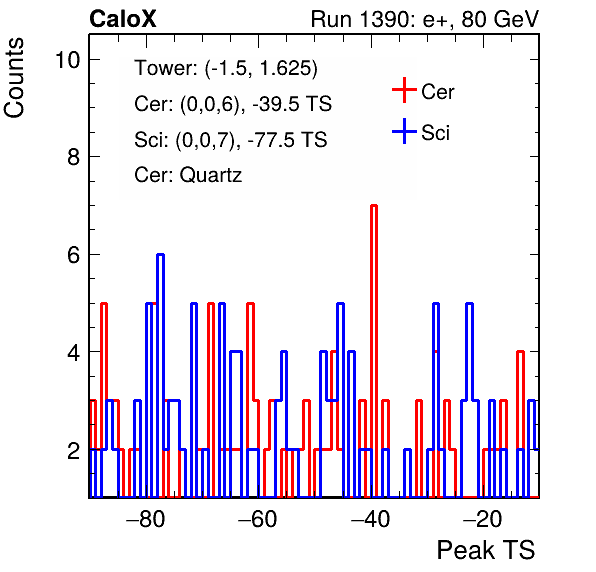 CaloX Run 1390: e+, 80 GeV
Counts
Tower: (-1.5, 1.625)
Cer: (0,0,6), -39.5 TS
Sci: (0,0,7), -77.5 TS
Cer: Quartz
Cer
Sci
10
8
6
4
2
−80 −60 −40 −20
Peak TS